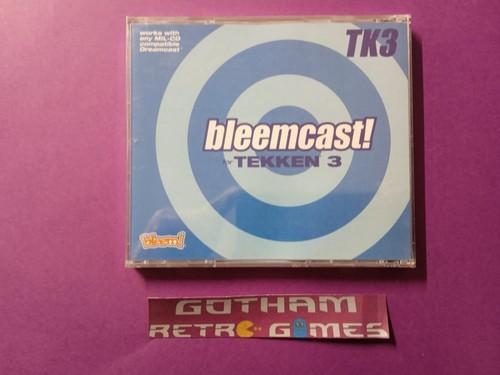 works with
any MIL-CD
compatible
Dreamcast
TK3
bleemcast!
for TEKKEN 3
bleem!
GOTHAM
RETRO GAMES